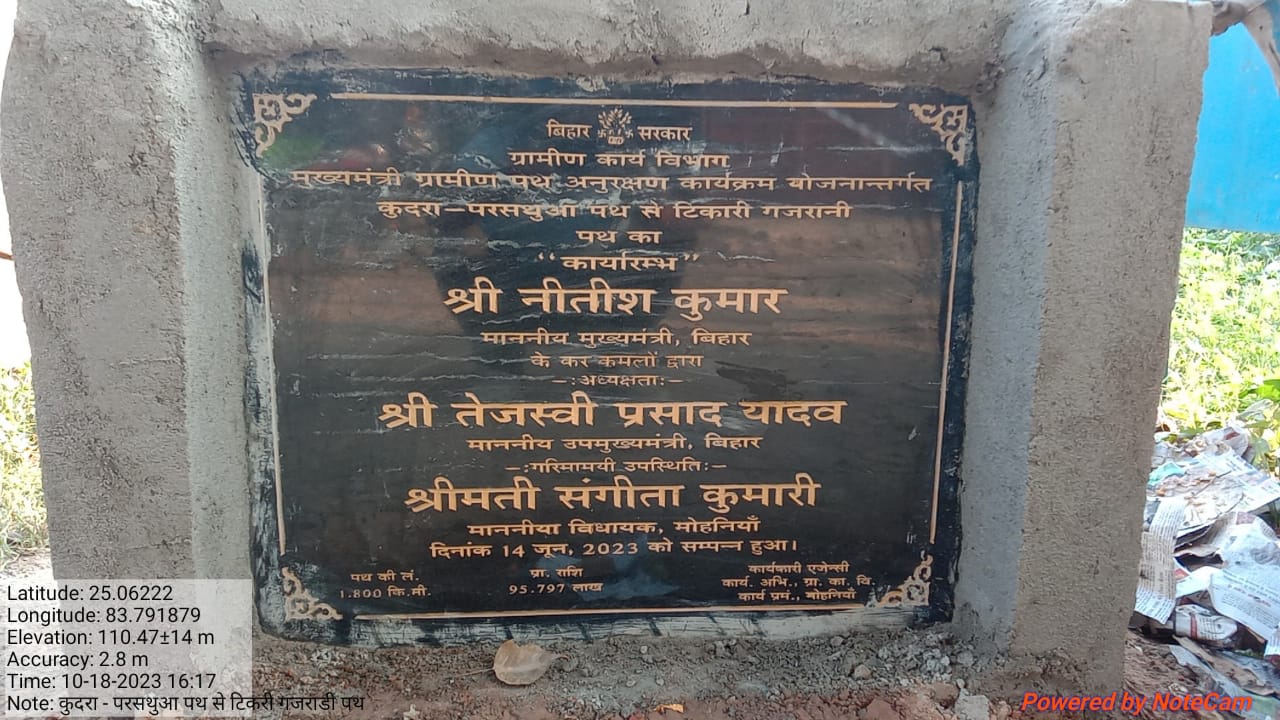 बिहार सरकार
ग्रामीण कार्य विभाग
मुख्यमंत्री ग्रामीण पथ अनुरक्षण कार्यक्रम योजनान्तर्गत
कुदरा-परसथुआ पथ से टिकारी गजरानी
पथ का
“कार्यारम्भ”
श्री नीतीश कुमार
माननीय मुख्यमंत्री, बिहार
के कर कमलों द्वारा
-:अध्यक्षता:-
श्री तेजस्वी प्रसाद यादव
माननीय उपमुख्यमंत्री, बिहार
-:गरिमामयी उपस्थिति:-
श्रीमती संगीता कुमारी
माननीया विधायक, मोहनियाँ
दिनांक 14 जून, 2023 को सम्पन्न हुआ।
पथ की लं.
1.800 कि.मी.
प्रा. राशि
95.797 लाख
कार्यकारी एजेन्सी
कार्य. अभि., ग्रा. का. वि.
कार्य प्रमं., मोहनियाँ
Latitude: 25.06222
Longitude: 83.791879
Elevation: 110.47±14 m
Accuracy: 2.8 m
Time: 10-18-2023 16:17
Note: कुदरा - परसथुआ पथ से टिकरी गजराडी पथ
Powered by NoteCam